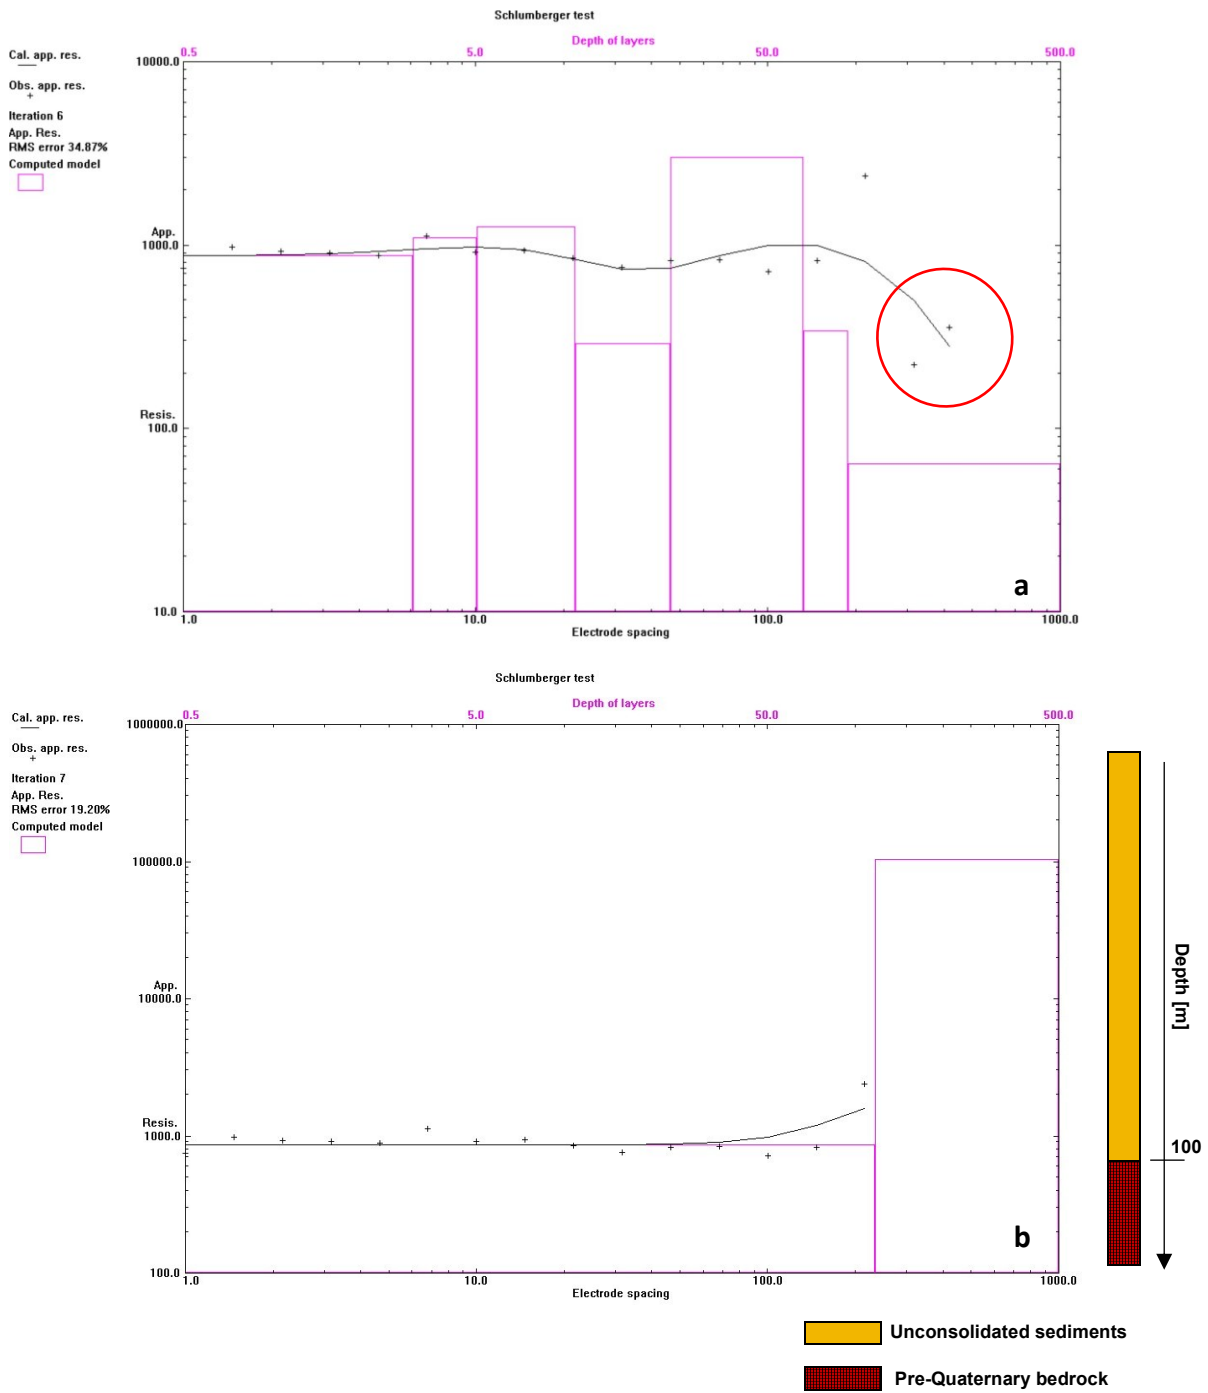 Schlumberger test
Depth of layers
0.5 5.0 50.0 500.0
Cal. app. res.
Obs. app. res.
+
Iteration 6
App. Res.
RMS error 34.87%
Computed model
10000.0
App.
1000.0
Resis.
100.0
10.0
a
1.0 10.0 100.0 1000.0
Electrode spacing
Schlumberger test
Depth of layers
0.5 5.0 50.0 500.0
Cal. app. res.
Obs. app. res.
+
Iteration 7
App. Res.
RMS error 19.20%
Computed model
1000000.0
100000.0
App.
10000.0
Resis.
1000.0
100.0
b
1.0 10.0 100.0 1000.0
Electrode spacing
Depth [m]
100
Unconsolidated sediments
Pre-Quaternary bedrock